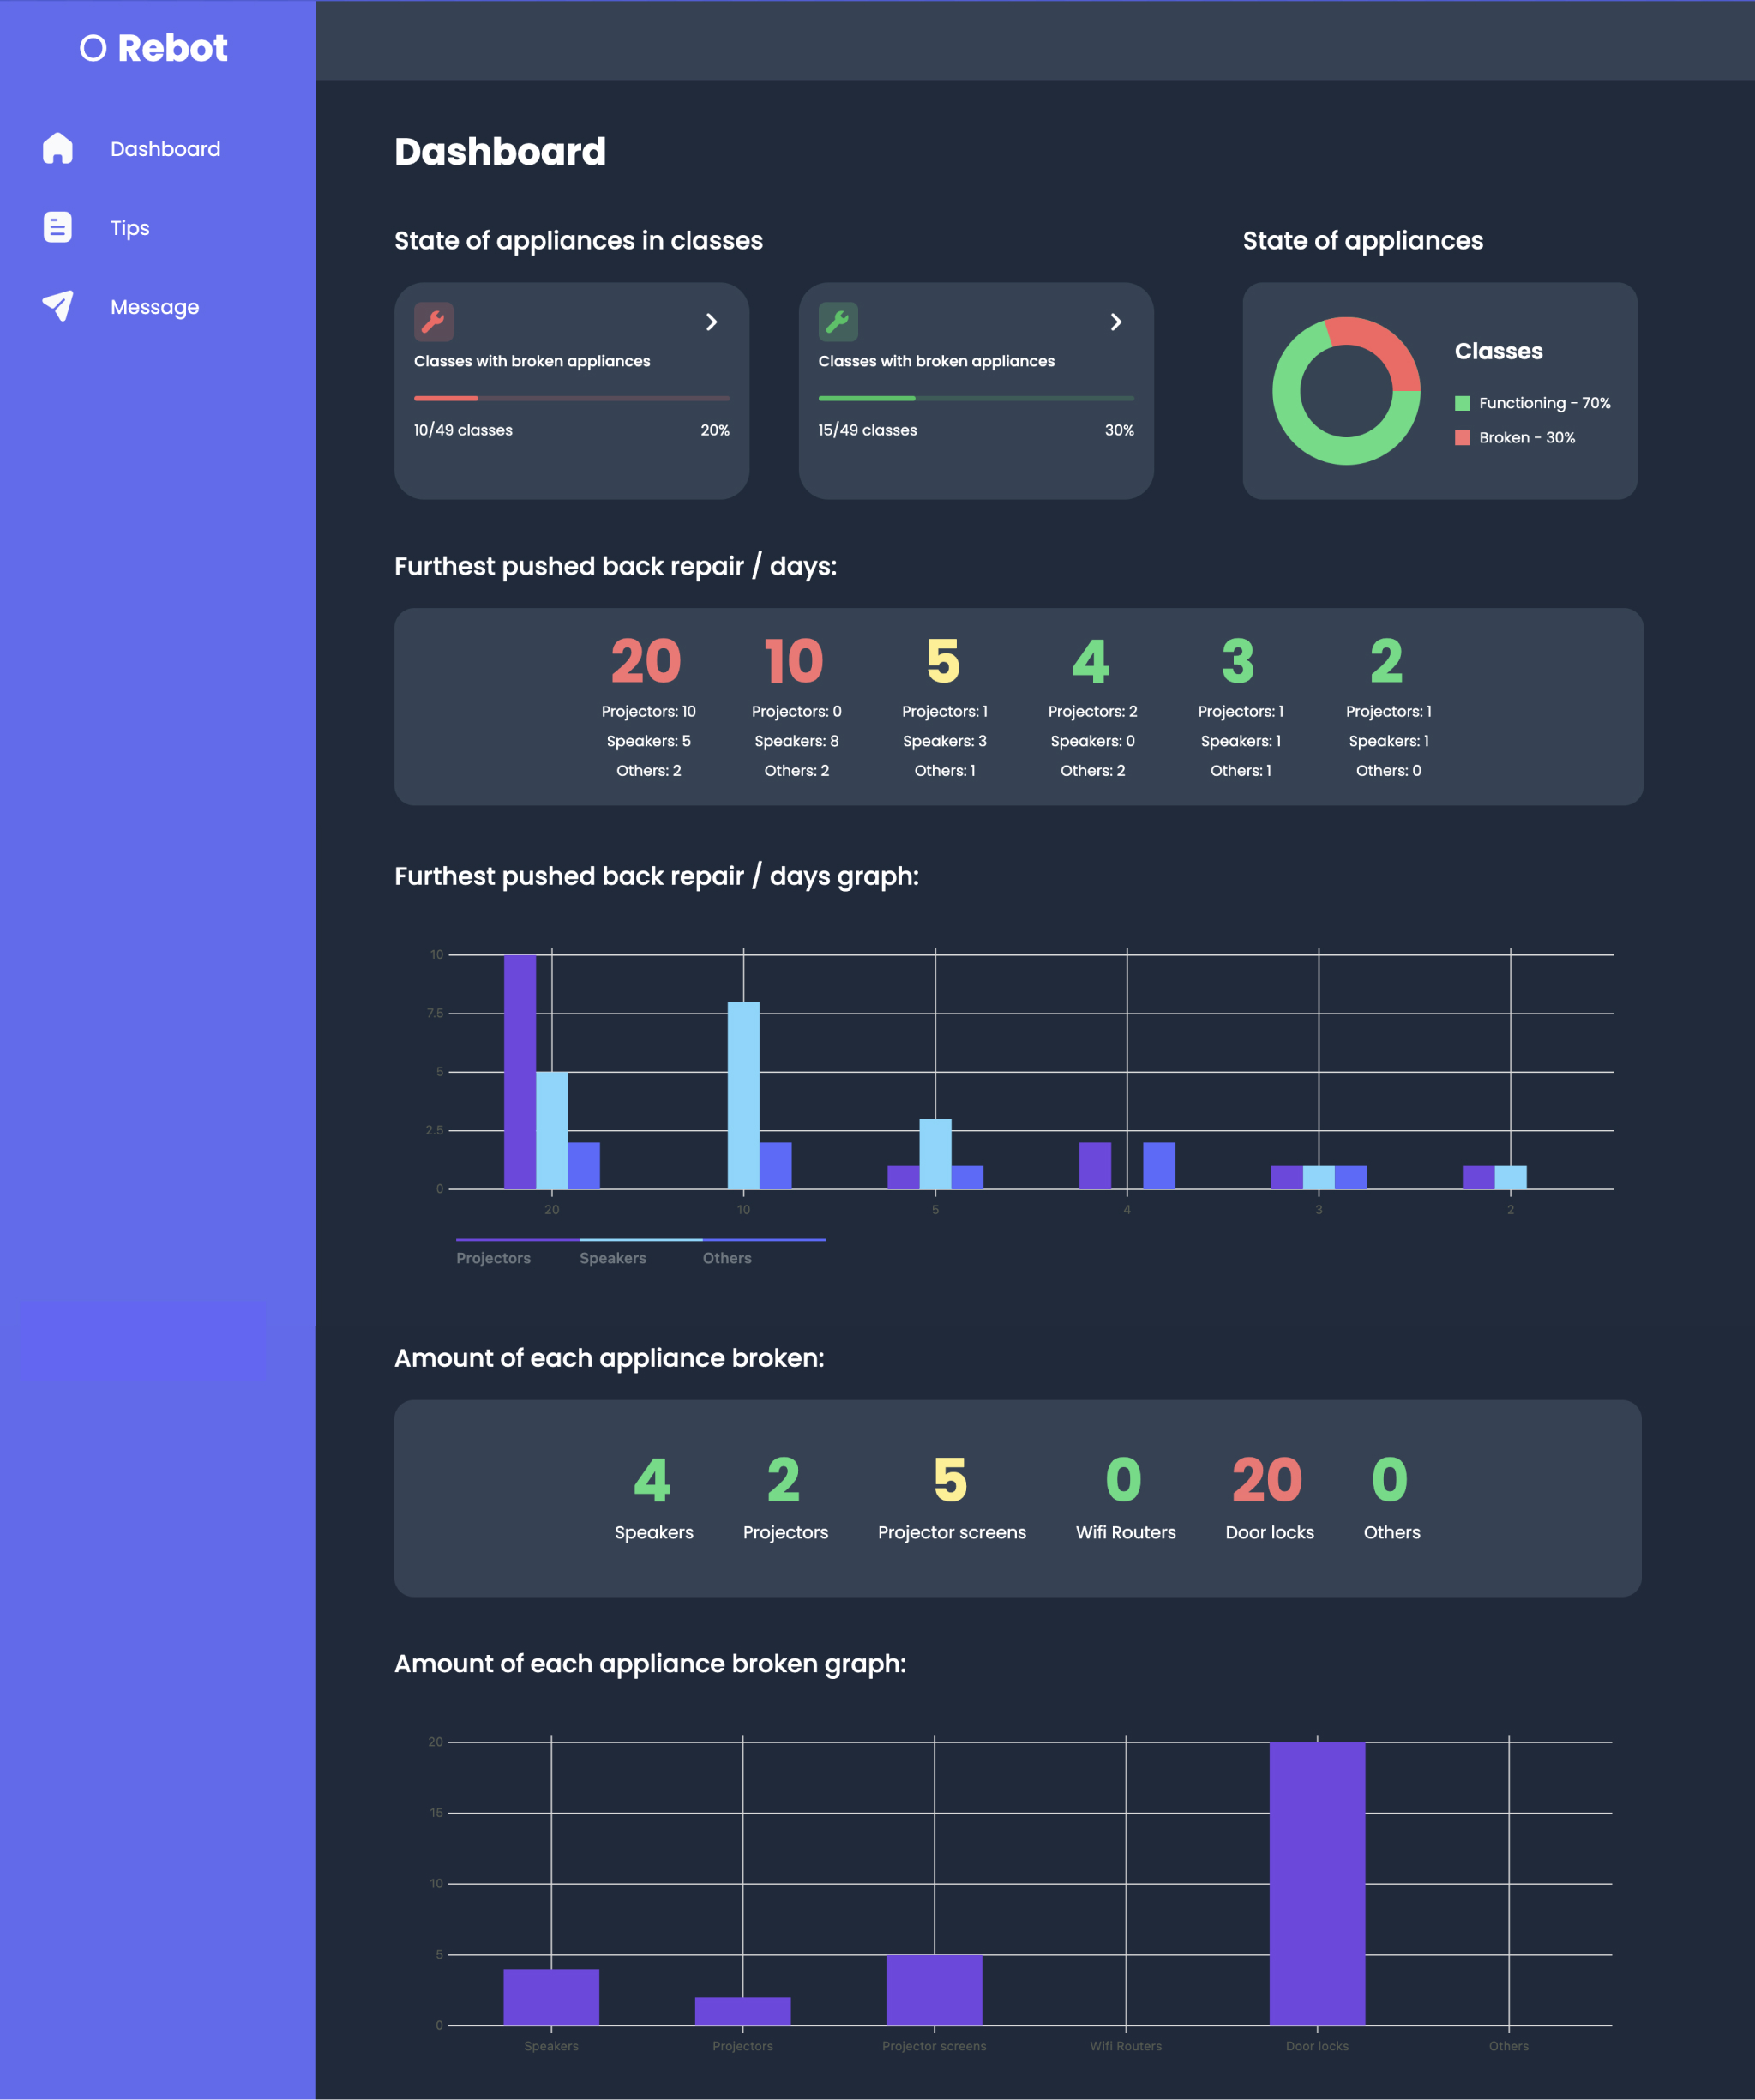 Rebot
Dashboard
Tips
Message
Dashboard
State of appliances in classes
Classes with broken appliances
10/49 classes 20%
Classes with broken appliances
15/49 classes 30%
State of appliances
Classes
Functioning - 70%
Broken - 30%
Furthest pushed back repair / days:
20 10 5 4 3 2
Projectors: 10 Projectors: 0 Projectors: 1 Projectors: 2 Projectors: 1 Projectors: 1
Speakers: 5 Speakers: 8 Speakers: 3 Speakers: 0 Speakers: 1 Speakers: 1
Others: 2 Others: 2 Others: 1 Others: 2 Others: 1 Others: 0
Furthest pushed back repair / days graph:
10
7.5
5
2.5
0
20 10 5 4 3 2
Projectors Speakers Others
Amount of each appliance broken:
4 2 5 0 20 0
Speakers Projectors Projector screens Wifi Routers Door locks Others
Amount of each appliance broken graph:
20
15
10
5
0
Speakers Projectors Projector screens Wifi Routers Door locks Others